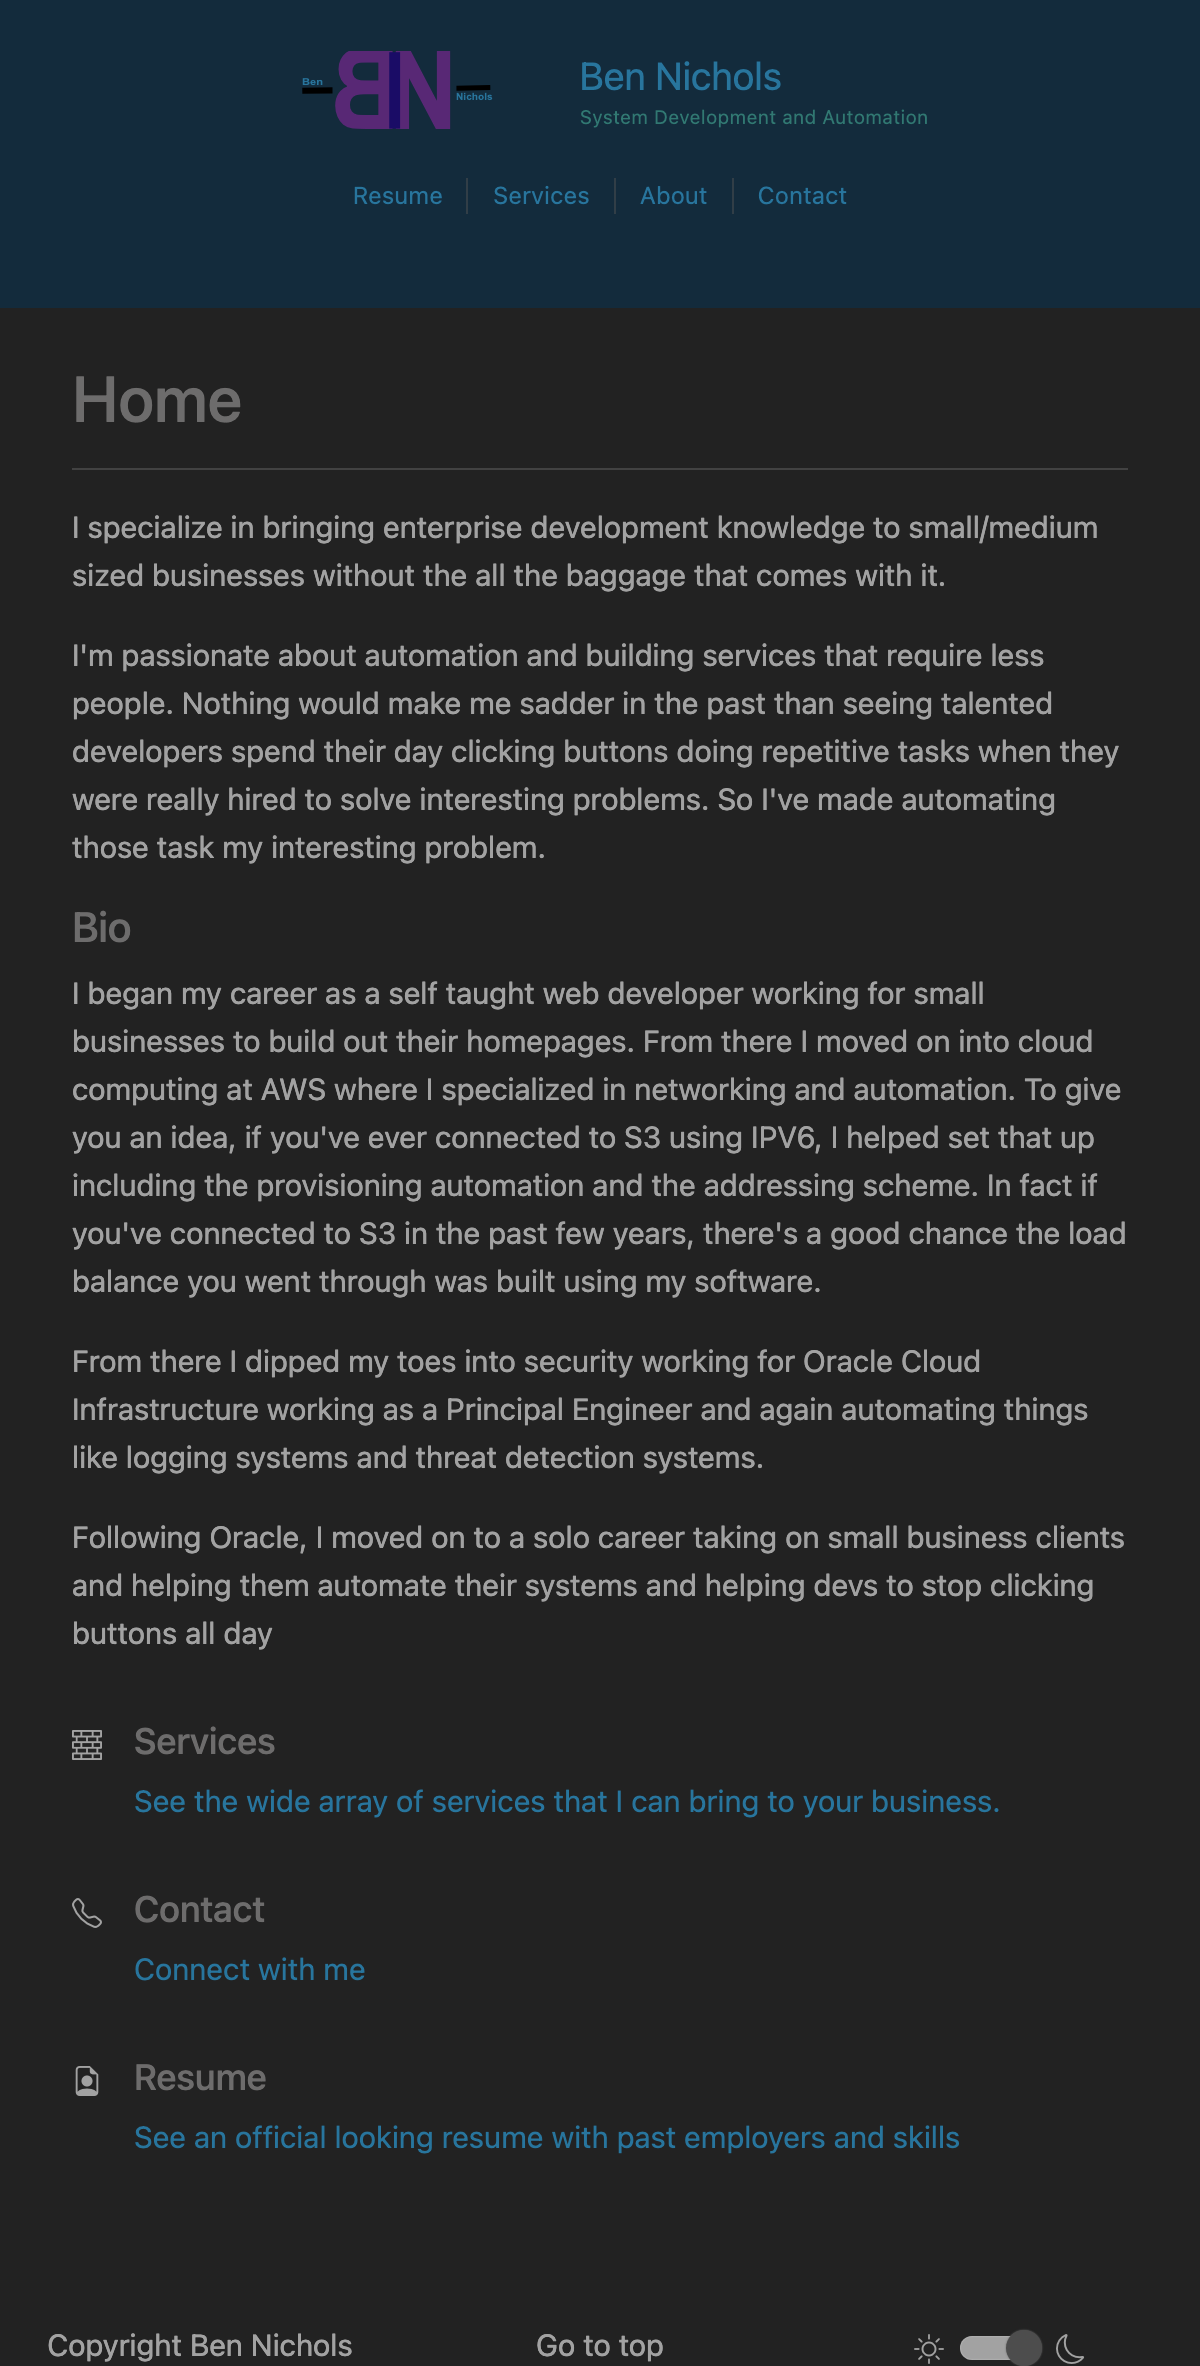 Ben
BN
Nichols
Ben Nichols
System Development and Automation
Resume
Services
About
Contact
Home
I specialize in bringing enterprise development knowledge to small/medium
sized businesses without the all the baggage that comes with it.
I'm passionate about automation and building services that require less
people. Nothing would make me sadder in the past than seeing talented
developers spend their day clicking buttons doing repetitive tasks when they
were really hired to solve interesting problems. So I've made automating
those task my interesting problem.
Bio
I began my career as a self taught web developer working for small
businesses to build out their homepages. From there I moved on into cloud
computing at AWS where I specialized in networking and automation. To give
you an idea, if you've ever connected to S3 using IPV6, I helped set that up
including the provisioning automation and the addressing scheme. In fact if
you've connected to S3 in the past few years, there's a good chance the load
balance you went through was built using my software.
From there I dipped my toes into security working for Oracle Cloud
Infrastructure working as a Principal Engineer and again automating things
like logging systems and threat detection systems.
Following Oracle, I moved on to a solo career taking on small business clients
and helping them automate their systems and helping devs to stop clicking
buttons all day
Services
See the wide array of services that I can bring to your business.
Contact
Connect with me
Resume
See an official looking resume with past employers and skills
Copyright Ben Nichols
Go to top